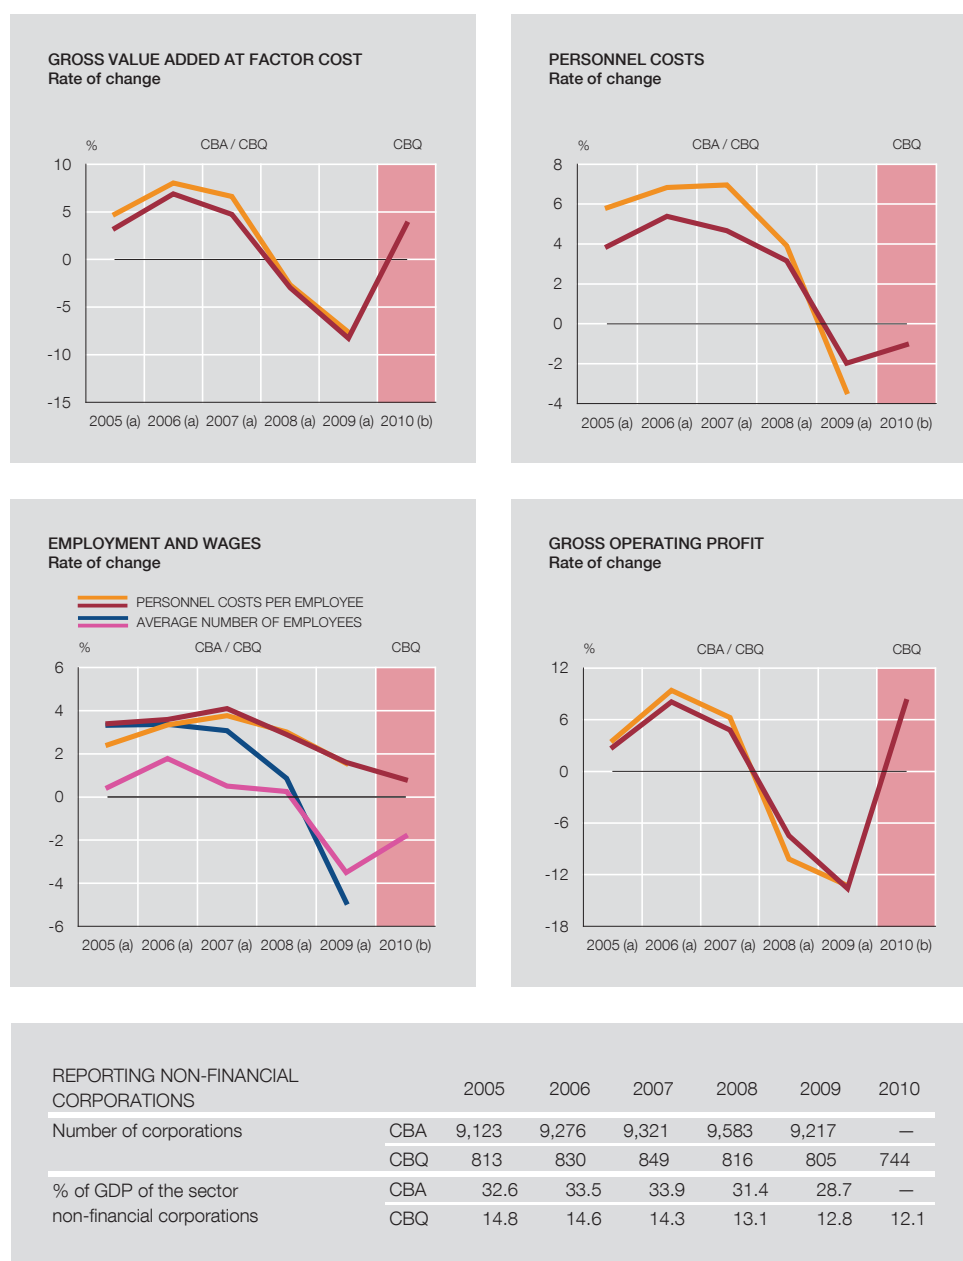 GROSS VALUE ADDED AT FACTOR COST
Rate of change
% CBA / CBQ CBQ
10
5
0
-5
-10
-15
2005 (a) 2006 (a) 2007 (a) 2008 (a) 2009 (a) 2010 (b)
PERSONNEL COSTS
Rate of change
% CBA / CBQ CBQ
8
6
4
2
0
-2
-4
2005 (a) 2006 (a) 2007 (a) 2008 (a) 2009 (a) 2010 (b)
EMPLOYMENT AND WAGES
Rate of change
PERSONNEL COSTS PER EMPLOYEE
AVERAGE NUMBER OF EMPLOYEES
% CBA / CBQ CBQ
6
4
2
0
-2
-4
-6
2005 (a) 2006 (a) 2007 (a) 2008 (a) 2009 (a) 2010 (b)
GROSS OPERATING PROFIT
Rate of change
% CBA / CBQ CBQ
12
6
0
-6
-12
-18
2005 (a) 2006 (a) 2007 (a) 2008 (a) 2009 (a) 2010 (b)
REPORTING NON-FINANCIAL
CORPORATIONS
2005 2006 2007 2008 2009 2010
Number of corporations CBA 9,123 9,276 9,321 9,583 9,217 —
CBQ 813 830 849 816 805 744
% of GDP of the sector CBA 32.6 33.5 33.9 31.4 28.7 —
non-financial corporations CBQ 14.8 14.6 14.3 13.1 12.8 12.1